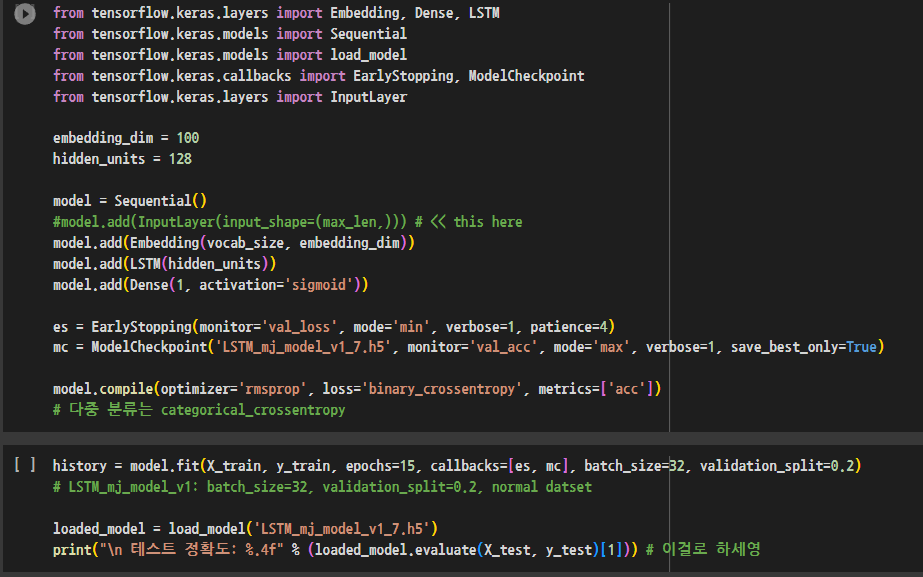 from tensorflow.keras.layers import Embedding, Dense, LSTM
from tensorflow.keras.models import Sequential
from tensorflow.keras.models import load_model
from tensorflow.keras.callbacks import EarlyStopping, ModelCheckpoint
from tensorflow.keras.layers import InputLayer
embedding_dim = 100
hidden_units = 128
model = Sequential()
#model.add(InputLayer(input_shape=(max_len,))) # << this here
model.add(Embedding(vocab_size, embedding_dim))
model.add(LSTM(hidden_units))
model.add(Dense(1, activation='sigmoid'))
es = EarlyStopping(monitor='val_loss', mode='min', verbose=1, patience=4)
mc = ModelCheckpoint('LSTM_mj_model_v1_7.h5', monitor='val_acc', mode='max', verbose=1, save_best_only=True)
model.compile(optimizer='rmsprop', loss='binary_crossentropy', metrics=['acc'])
# 다중 분류는 categorical_crossentropy
[ ] history = model.fit(X_train, y_train, epochs=15, callbacks=[es, mc], batch_size=32, validation_split=0.2)
# LSTM_mj_model_v1: batch_size=32, validation_split=0.2, normal datset
loaded_model = load_model('LSTM_mj_model_v1_7.h5')
print("\n 테스트 정확도: %.4f" % (loaded_model.evaluate(X_test, y_test)[1])) # 이걸로 하세영